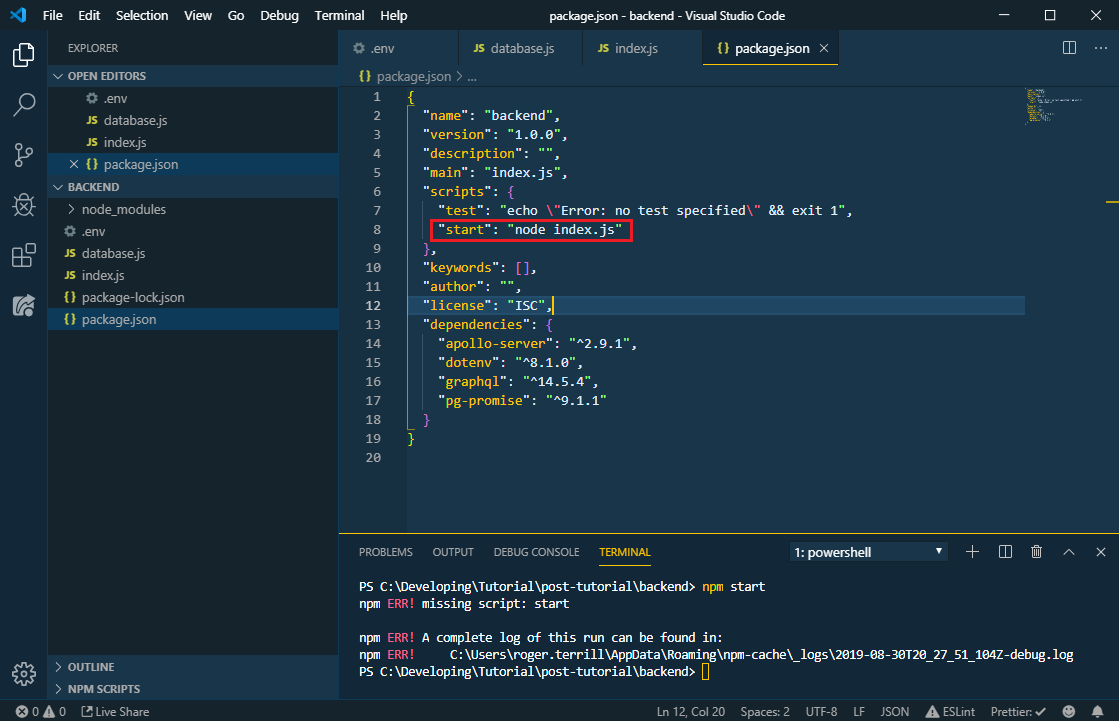 File Edit Selection View Go Debug Terminal Help package.json - backend - Visual Studio Code
EXPLORER
OPEN EDITORS
.env
JS database.js
JS index.js
{} package.json
BACKEND
node_modules
.env
JS database.js
JS index.js
{} package-lock.json
{} package.json
OUTLINE
NPM SCRIPTS
.env JS database.js JS index.js {} package.json
{} package.json > ...
1 {
2 "name": "backend",
3 "version": "1.0.0",
4 "description": "",
5 "main": "index.js",
6 "scripts": {
7 "test": "echo \"Error: no test specified\" && exit 1",
8 "start": "node index.js"
9 },
10 "keywords": [],
11 "author": "",
12 "license": "ISC",
13 "dependencies": {
14 "apollo-server": "^2.9.1",
15 "dotenv": "^8.1.0",
16 "graphql": "^14.5.4",
17 "pg-promise": "^9.1.1"
18 }
19 }
20
PROBLEMS OUTPUT DEBUG CONSOLE TERMINAL 1: powershell
PS C:\Developing\Tutorial\post-tutorial\backend> npm start
npm ERR! missing script: start
npm ERR! A complete log of this run can be found in:
npm ERR! C:\Users\roger.terrill\AppData\Roaming\npm-cache\_logs\2019-08-30T20_27_51_104Z-debug.log
PS C:\Developing\Tutorial\post-tutorial\backend>
0 0 Live Share Ln 12, Col 20 Spaces: 2 UTF-8 LF JSON ESLint Prettier: ✓